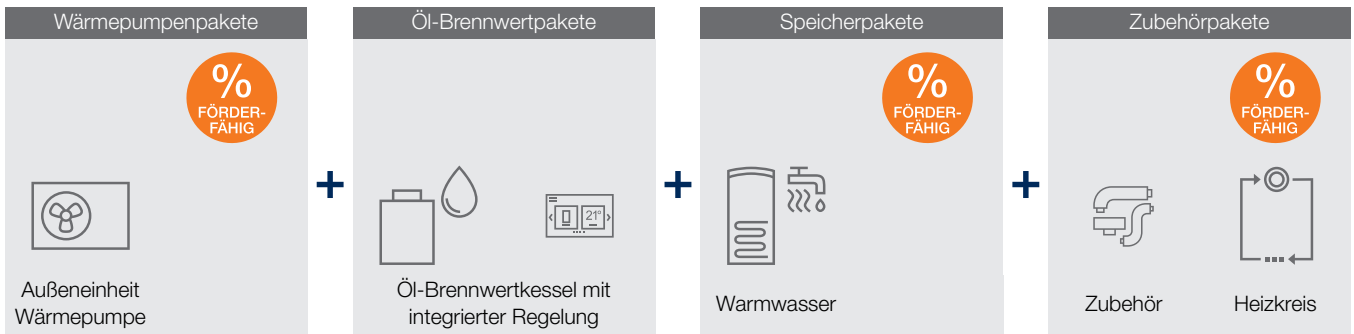 Wärmepumpenpakete
%
FÖRDER-
FÄHIG
Außeneinheit
Wärmepumpe
+
Öl-Brennwertpakete
21°
Öl-Brennwertkessel mit
integrierter Regelung
+
Speicherpakete
%
FÖRDER-
FÄHIG
Warmwasser
+
Zubehörpakete
%
FÖRDER-
FÄHIG
Zubehör
Heizkreis